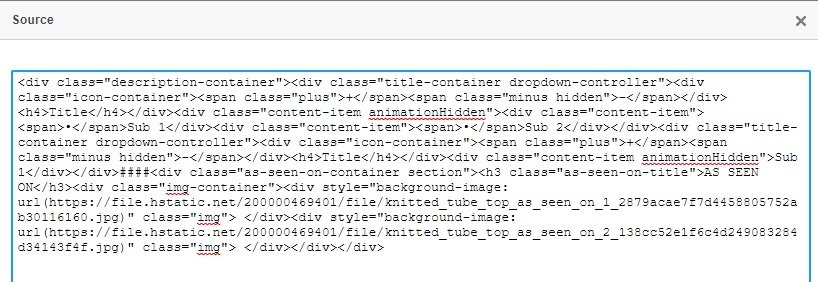 Source
×
<div class="description-container"><div class="title-container dropdown-controller"><div
class="icon-container"><span class="plus">+</span><span class="minus hidden">-</span></div>
<h4>Title</h4></div><div class="content-item animationHidden"><div class="content-item">
<span>•</span>Sub 1</div><div class="content-item"><span>•</span>Sub 2</div></div><div class="title-
container dropdown-controller"><div class="icon-container"><span class="plus">+</span><span
class="minus hidden">-</span></div><h4>Title</h4></div><div class="content-item animationHidden">Sub
1</div></div>####<div class="as-seen-on-container section"><h3 class="as-seen-on-title">AS SEEN
ON</h3><div class="img-container"><div style="background-image:
url(https://file.hstatic.net/200000469401/file/knitted_tube_top_as_seen_on_1_2879acae7f7d4458805752a
b30116160.jpg)" class="img"> </div><div style="background-image:
url(https://file.hstatic.net/200000469401/file/knitted_tube_top_as_seen_on_2_138cc52e1f6c4d249083284
d34143f4f.jpg)" class="img"> </div></div></div>